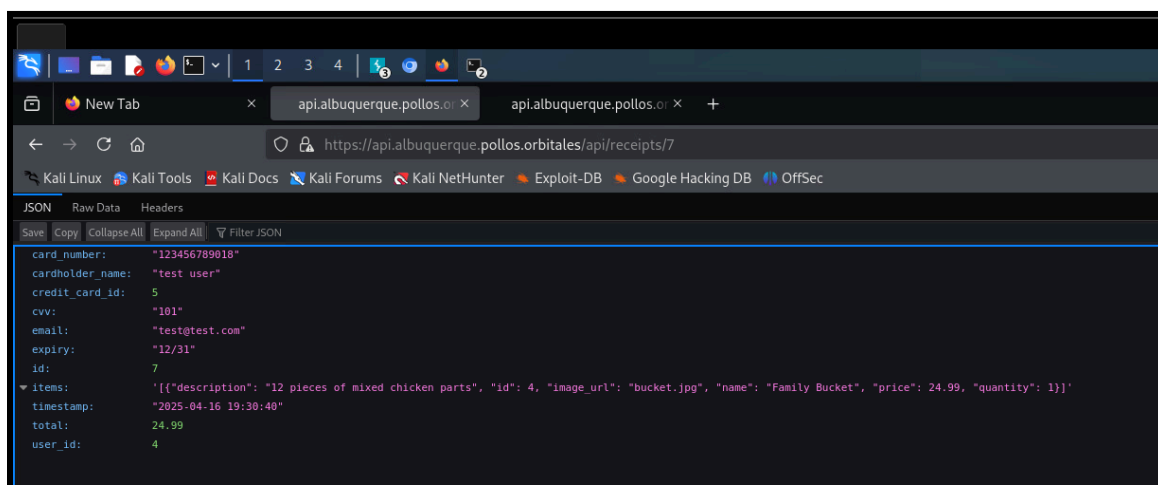 1 2 3 4 3 2
New Tab × api.albuquerque.pollos.or × api.albuquerque.pollos.or × +
https://api.albuquerque.pollos.orbitales/api/receipts/7
Kali Linux Kali Tools Kali Docs Kali Forums Kali NetHunter Exploit-DB Google Hacking DB OffSec
JSON Raw Data Headers
Save Copy Collapse All Expand All Filter JSON
card_number: "123456789018"
cardholder_name: "test user"
credit_card_id: 5
cvv: "101"
email: "test@test.com"
expiry: "12/31"
id: 7
items: '[{"description": "12 pieces of mixed chicken parts", "id": 4, "image_url": "bucket.jpg", "name": "Family Bucket", "price": 24.99, "quantity": 1}]'
timestamp: "2025-04-16 19:30:40"
total: 24.99
user_id: 4